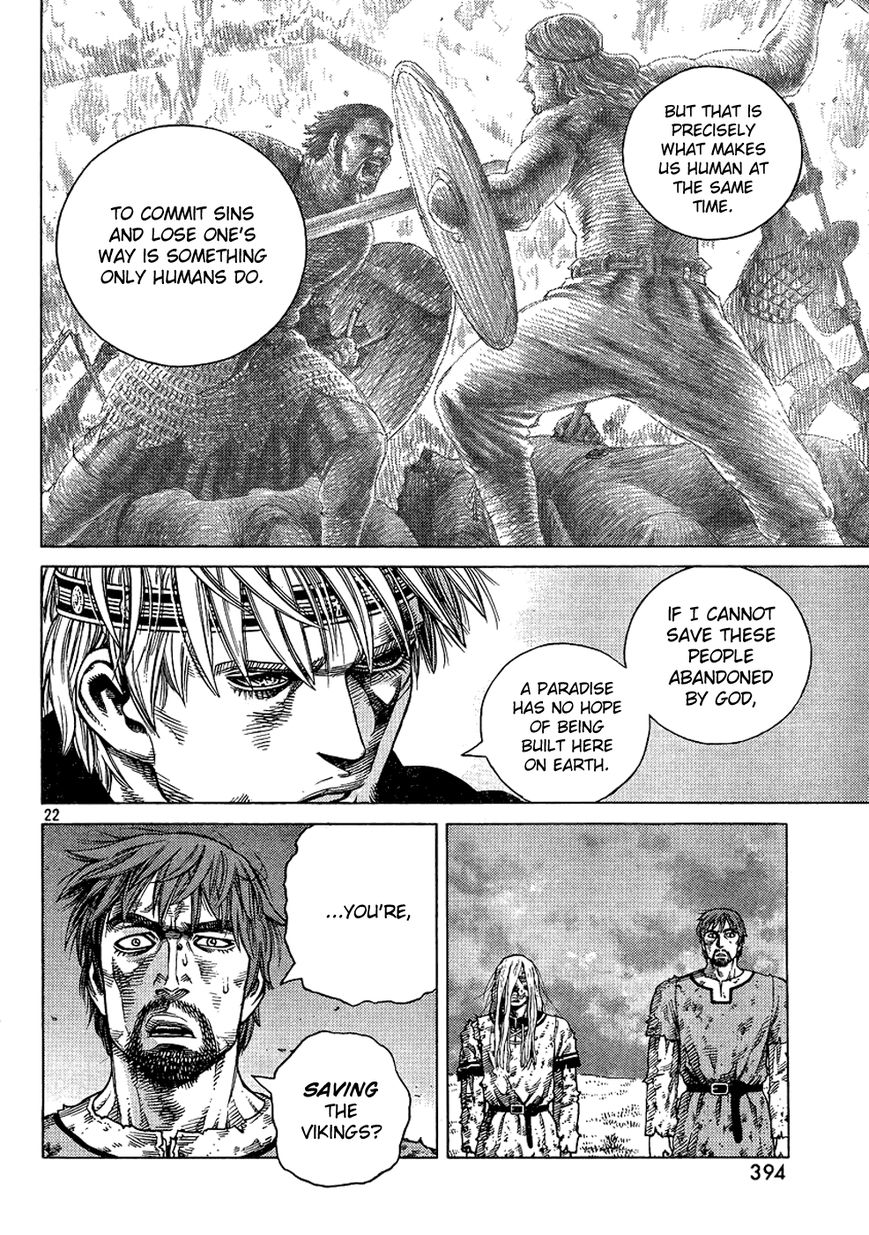 BUT THAT IS
PRECISELY
WHAT MAKES
US HUMAN AT
THE SAME
TIME.
TO COMMIT SINS
AND LOSE ONE'S
WAY IS SOMETHING
ONLY HUMANS DO.
IF I CANNOT
SAVE THESE
PEOPLE
ABANDONED
BY GOD,
A PARADISE
HAS NO HOPE
OF BEING
BUILT HERE
ON EARTH.
22
...YOU'RE,
SAVING
THE
VIKINGS?
394